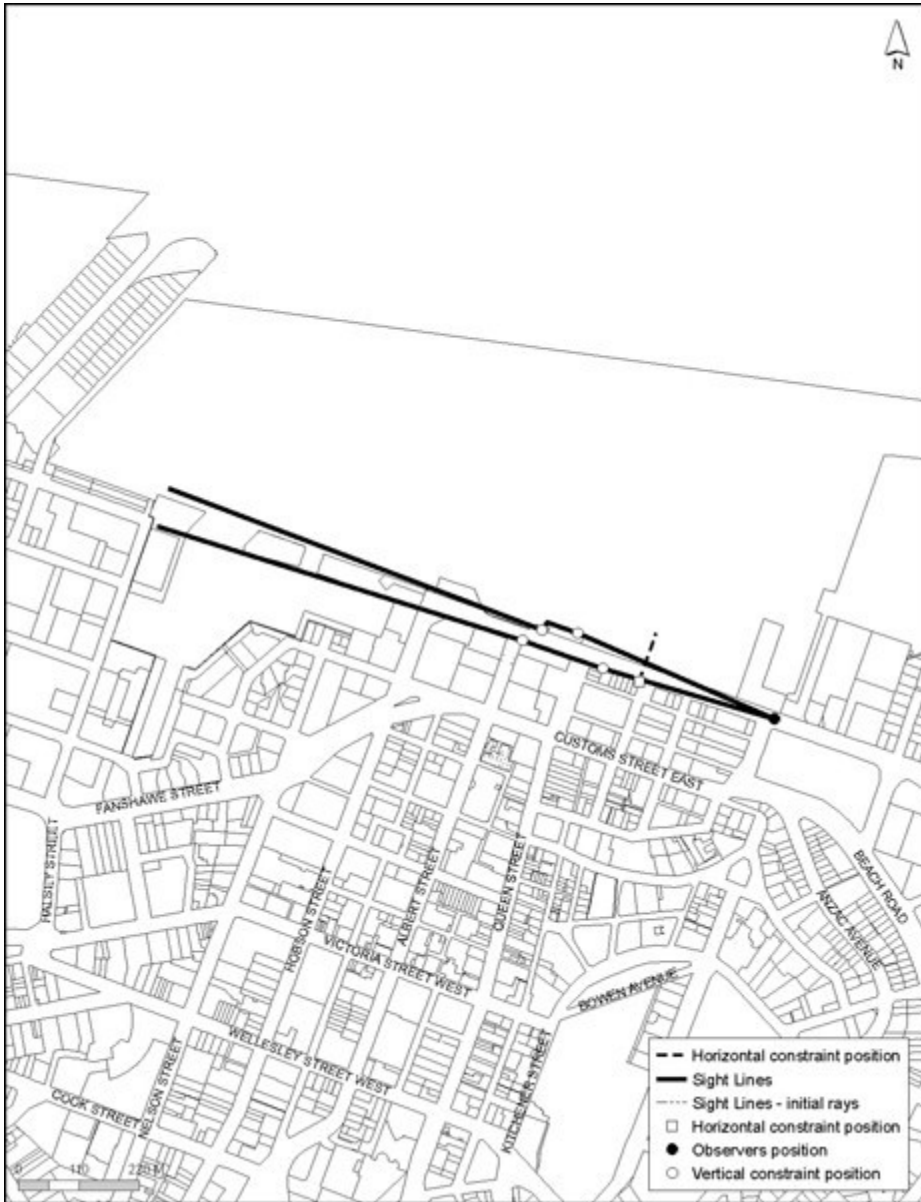 N
CUSTOMS STREET EAST
FANSHAWE STREET
HALSEY STREET
HOBSON STREET
ALBERT STREET
QUEEN STREET
BEACH ROAD
ANZAC AVENUE
VICTORIA STREET WEST
BOWEN AVENUE
WELLESLEY STREET WEST
KITCHENER STREET
NELSON STREET
COOK STREET
Horizontal constraint position
Sight Lines
Sight Lines - initial rays
Horizontal constraint position
Observers position
Vertical constraint position
0 110 220 M